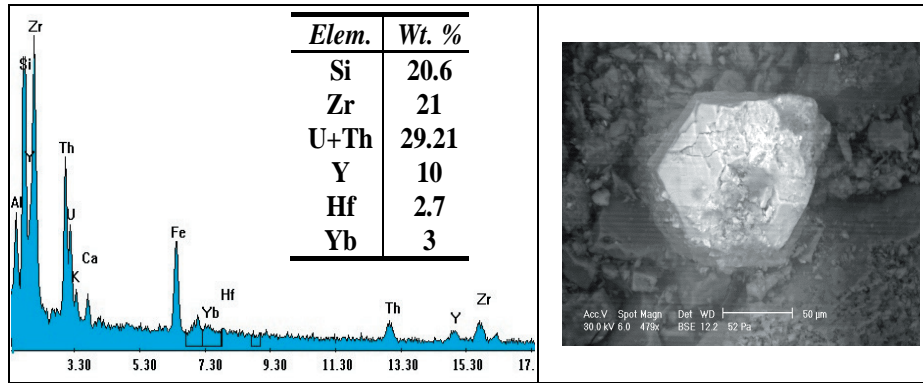 Elem. Wt. %
Si 20.6
Zr 21
U+Th 29.21
Y 10
Hf 2.7
Yb 3
Zr
Si
Y
Al
Th
U
K
Ca
Fe
Yb
Hf
Th
Y
Zr
3.30 5.30 7.30 9.30 11.30 13.30 15.30 17.
Acc.V Spot Magn Det WD 50 µm
30.0 kV 6.0 479x BSE 12.2 52 Pa